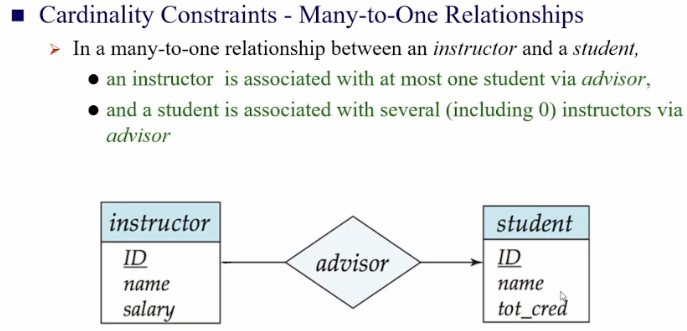 Cardinality Constraints - Many-to-One Relationships
In a many-to-one relationship between an instructor and a student,
an instructor is associated with at most one student via advisor,
and a student is associated with several (including 0) instructors via
advisor
instructor
ID
name
salary
advisor
student
ID
name
tot_cred